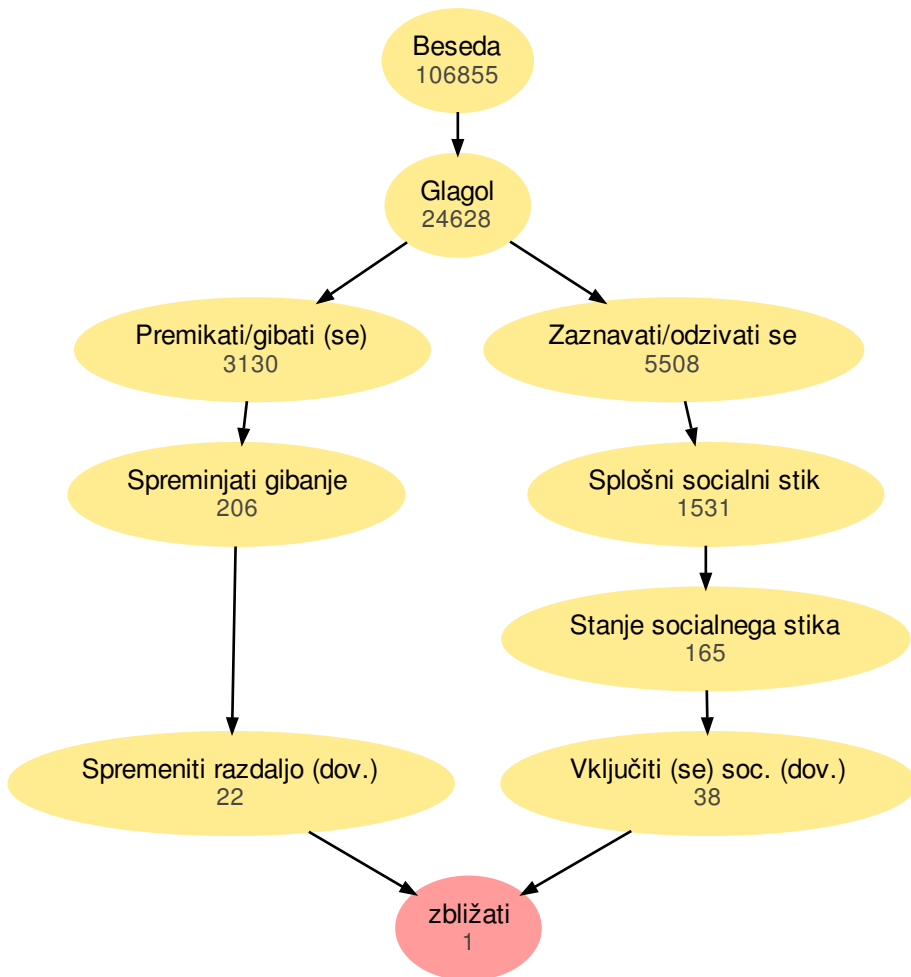 Beseda
106855
Glagol
24628
Premikati/gibati (se)
3130
Zaznavati/odzivati se
5508
Spreminjati gibanje
206
Splošni socialni stik
1531
Stanje socialnega stika
165
Spremeniti razdaljo (dov.)
22
Vključiti (se) soc. (dov.)
38
zbližati
1